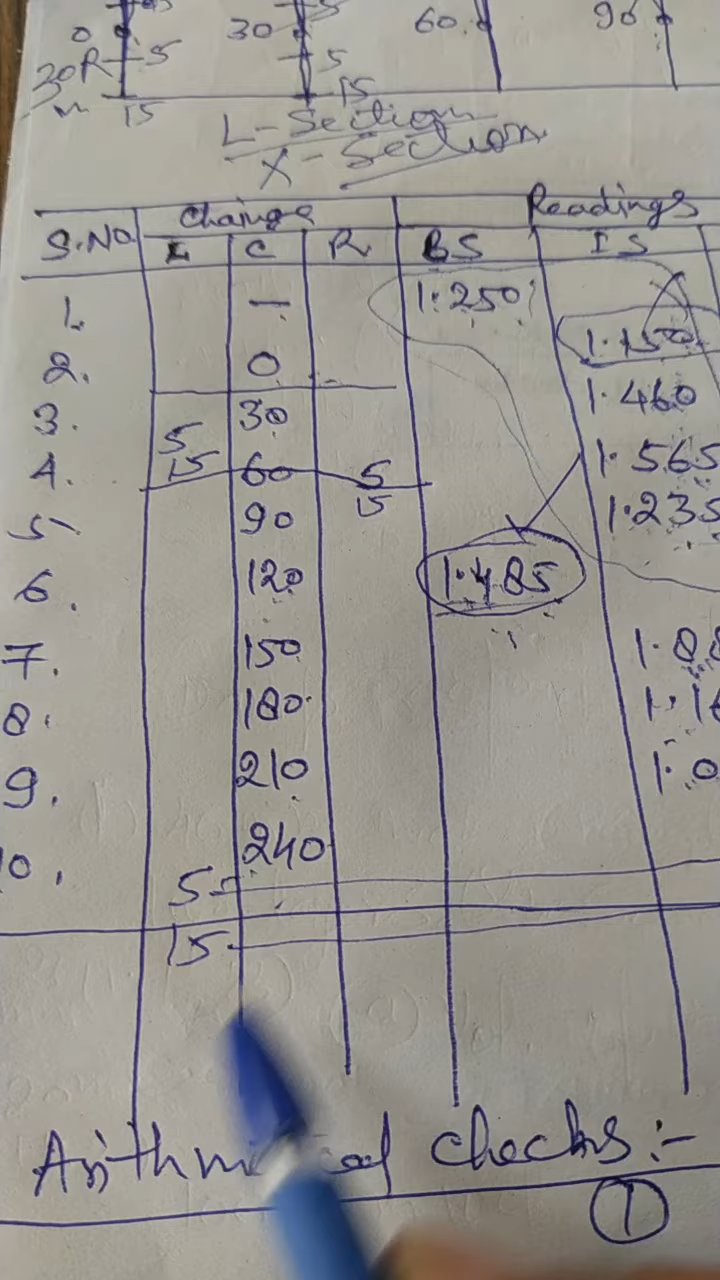 0 30 60 90
30R 5 5
15 15
L-Section
X-Section
Chainge Readings
S.No L C R BS IS
1. — 1.250
2. 0 1.150
3. 30 1.460
5
4. 15 60 5 1.565
15
5. 90 1.235
6. 120 1.485
7. 150
8. 180
9. 210
10. 240
5
15
checks:-
1